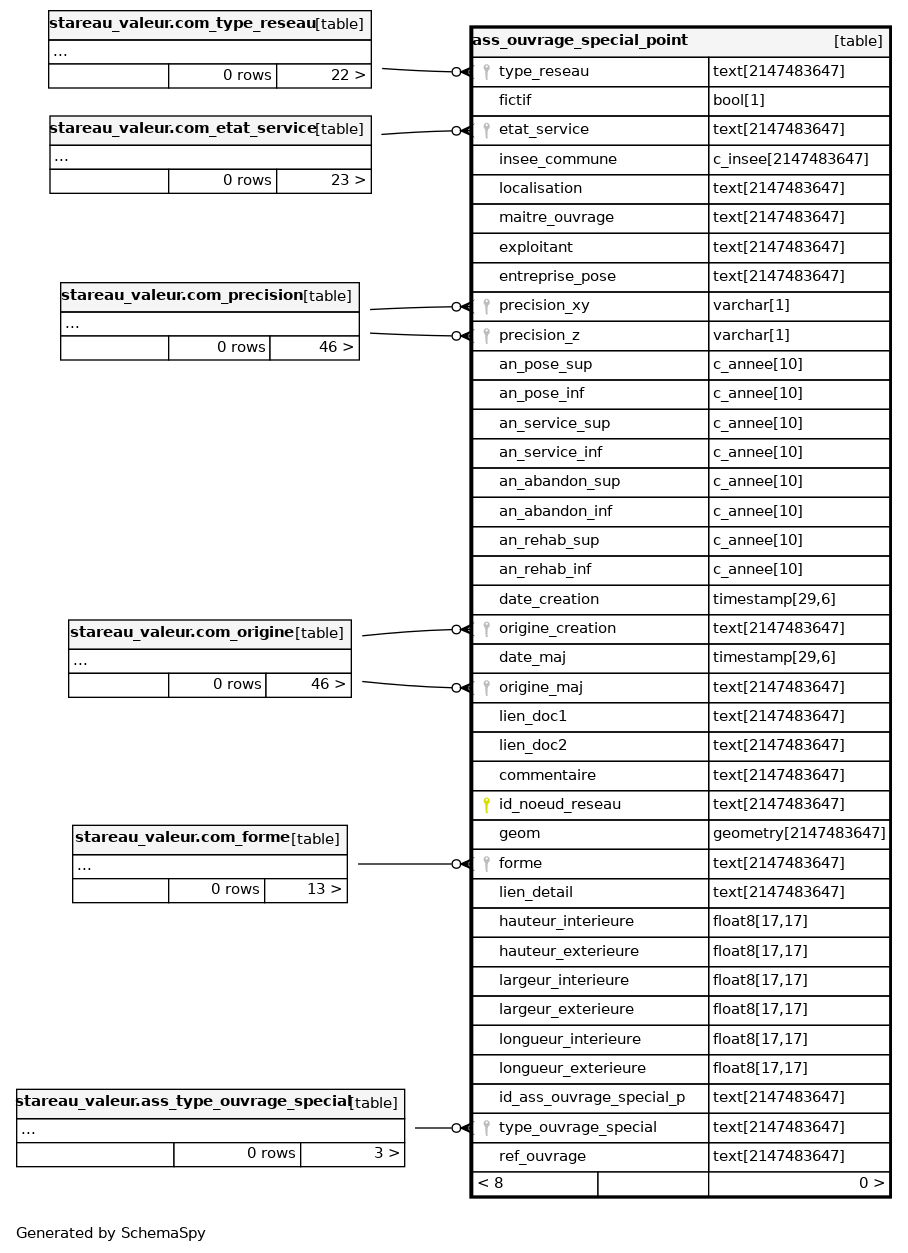 stareau_valeur.com_type_reseau [table]
...
0 rows 22 >
stareau_valeur.com_etat_service [table]
...
0 rows 23 >
stareau_valeur.com_precision [table]
...
0 rows 46 >
stareau_valeur.com_origine [table]
...
0 rows 46 >
stareau_valeur.com_forme [table]
...
0 rows 13 >
stareau_valeur.ass_type_ouvrage_special [table]
...
0 rows 3 >
ass_ouvrage_special_point [table]
type_reseau text[2147483647]
fictif bool[1]
etat_service text[2147483647]
insee_commune c_insee[2147483647]
localisation text[2147483647]
maitre_ouvrage text[2147483647]
exploitant text[2147483647]
entreprise_pose text[2147483647]
precision_xy varchar[1]
precision_z varchar[1]
an_pose_sup c_annee[10]
an_pose_inf c_annee[10]
an_service_sup c_annee[10]
an_service_inf c_annee[10]
an_abandon_sup c_annee[10]
an_abandon_inf c_annee[10]
an_rehab_sup c_annee[10]
an_rehab_inf c_annee[10]
date_creation timestamp[29,6]
origine_creation text[2147483647]
date_maj timestamp[29,6]
origine_maj text[2147483647]
lien_doc1 text[2147483647]
lien_doc2 text[2147483647]
commentaire text[2147483647]
id_noeud_reseau text[2147483647]
geom geometry[2147483647]
forme text[2147483647]
lien_detail text[2147483647]
hauteur_interieure float8[17,17]
hauteur_exterieure float8[17,17]
largeur_interieure float8[17,17]
largeur_exterieure float8[17,17]
longueur_interieure float8[17,17]
longueur_exterieure float8[17,17]
id_ass_ouvrage_special_p text[2147483647]
type_ouvrage_special text[2147483647]
ref_ouvrage text[2147483647]
< 8 0 >
Generated by SchemaSpy